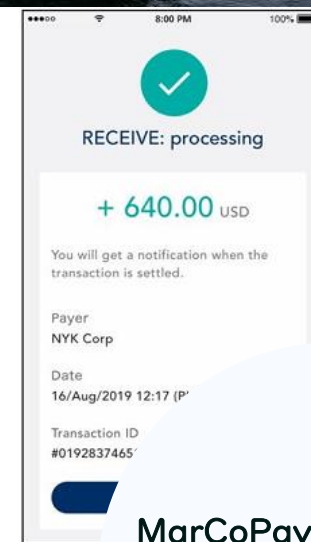 8:00 PM 100%
RECEIVE: processing
+ 640.00 USD
You will get a notification when the
transaction is settled.
Payer
NYK Corp
Date
16/Aug/2019 12:17
Transaction ID
MarCoPay